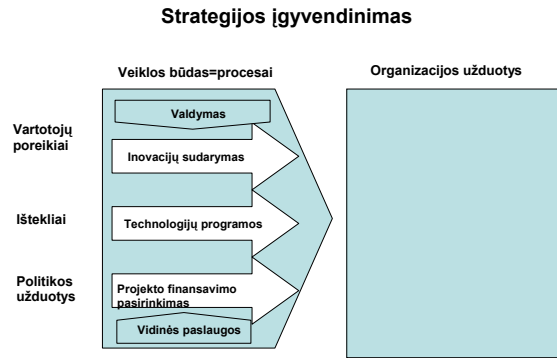 Strategijos įgyvendinimas
Veiklos būdas=procesai
Organizacijos užduotys
Valdymas
Vartotojų
poreikiai
Inovacijų sudarymas
Ištekliai
Technologijų programos
Politikos
užduotys
Projekto finansavimo
pasirinkimas
Vidinės paslaugos